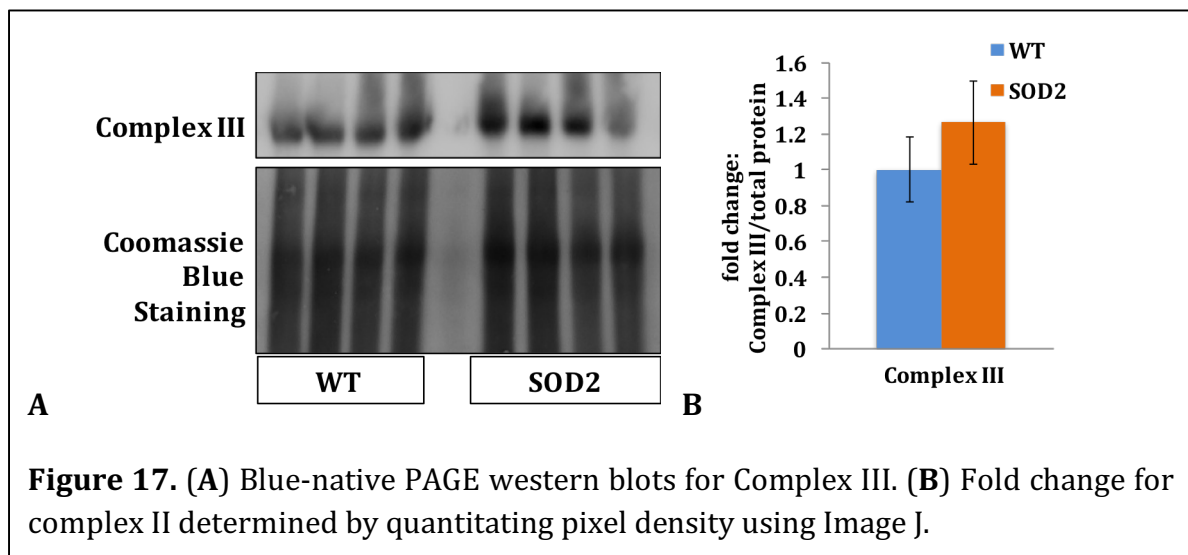 Complex III
Coomassie
Blue
Staining
WT
SOD2
A
fold change:
Complex III/total protein
1.6
1.4
1.2
1
0.8
0.6
0.4
0.2
0
WT
SOD2
Complex III
B
Figure 17. (A) Blue-native PAGE western blots for Complex III. (B) Fold change for
complex II determined by quantitating pixel density using Image J.